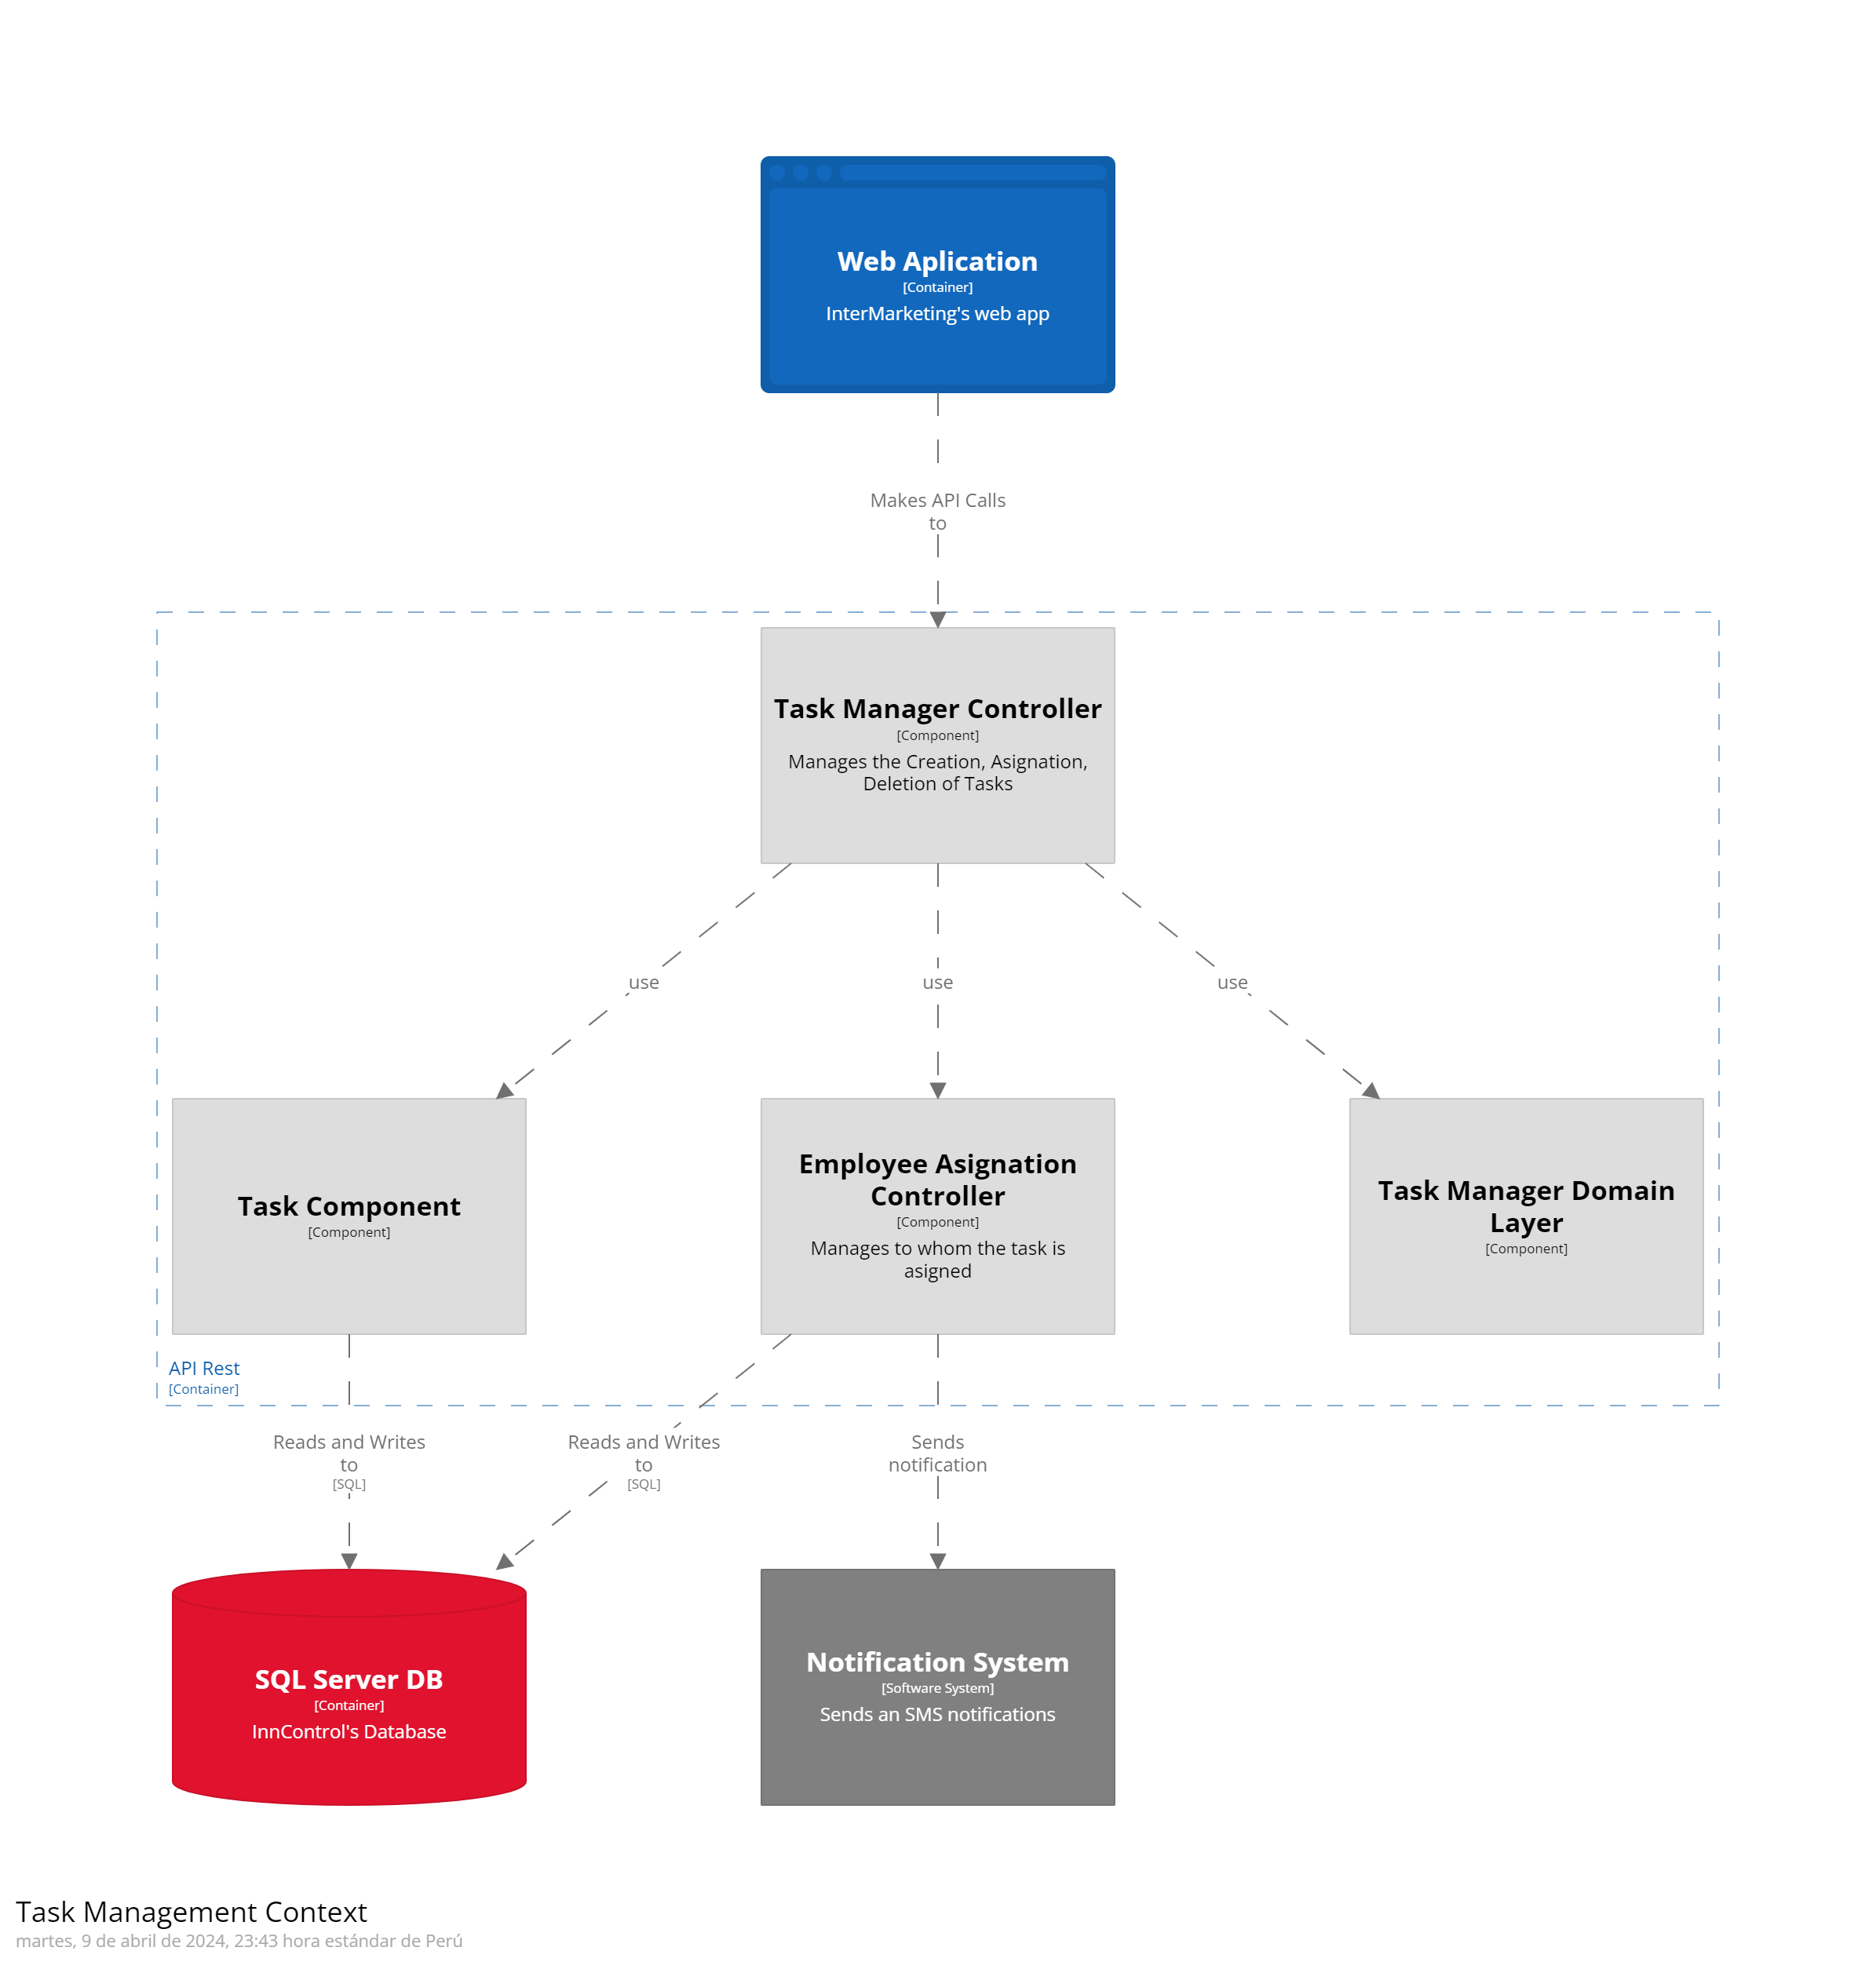 Web Aplication
[Container]
InterMarketing's web app
Makes API Calls
to
Task Manager Controller
[Component]
Manages the Creation, Asignation,
Deletion of Tasks
use
use
use
Task Component
[Component]
Employee Asignation
Controller
[Component]
Manages to whom the task is
asigned
Task Manager Domain
Layer
[Component]
API Rest
[Container]
Reads and Writes
to
[SQL]
Reads and Writes
to
[SQL]
Sends
notification
SQL Server DB
[Container]
InnControl's Database
Notification System
[Software System]
Sends an SMS notifications
Task Management Context
martes, 9 de abril de 2024, 23:43 hora estándar de Perú